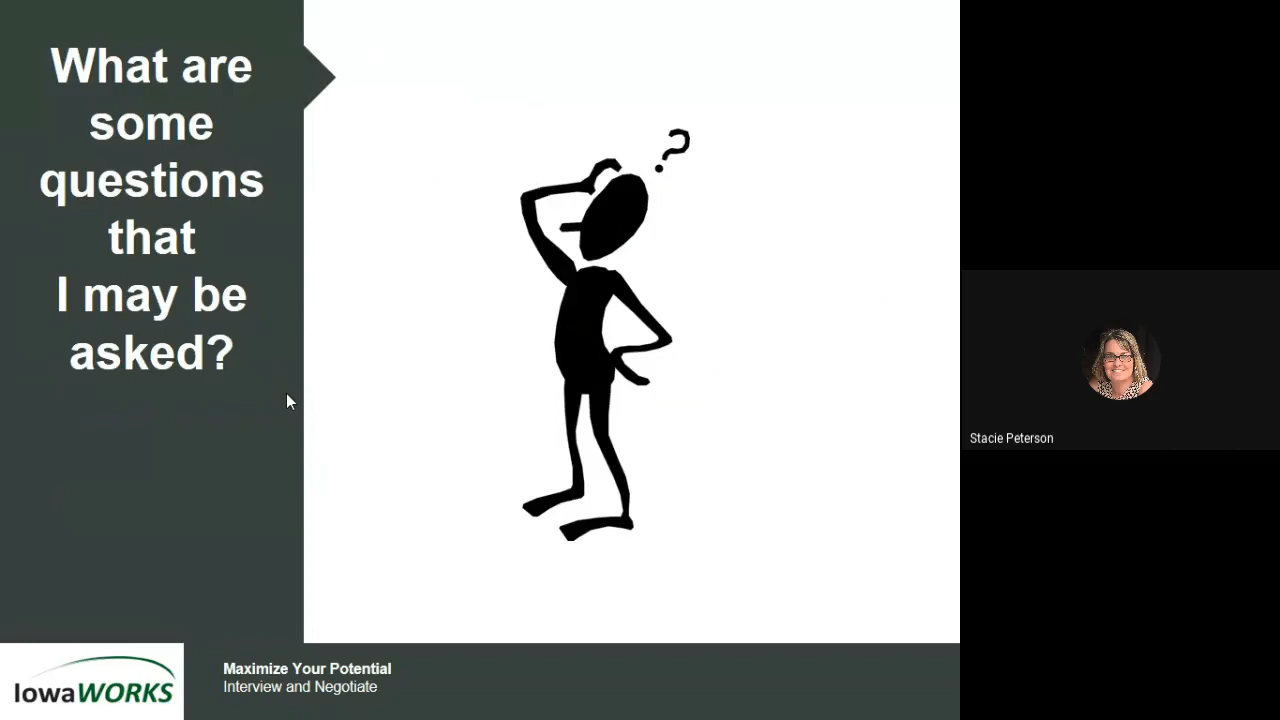 What are
some
questions
that
I may be
asked?
?
Stacie Peterson
IowaWORKS
Maximize Your Potential
Interview and Negotiate